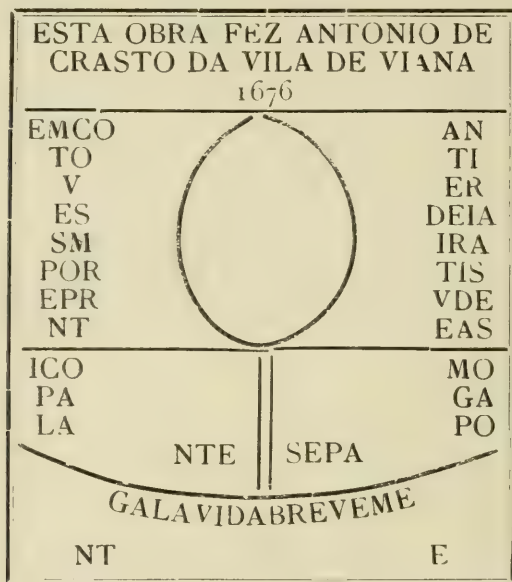 ESTA OBRA FEZ ANTONIO DE
CRASTO DA VILA DE VIANA
1676
EMCO AN
TO TI
V ER
ES DEIA
SM IRA
POR TIS
EPR VDE
NT EAS
ICO MO
PA GA
LA PO
NTE SEPA
GALAVIDABREVEME
NT E